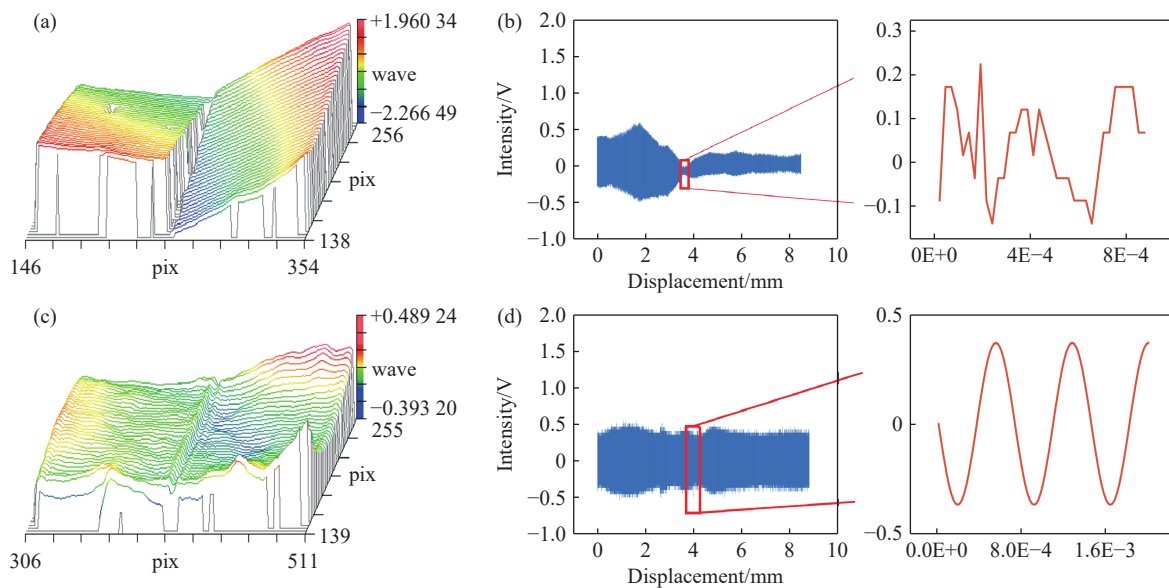 (a)
+1.960 34
wave
−2.266 49
256
pix
138
146
pix
354
(b)
2.0
1.5
1.0
0.5
0
−0.5
−1.0
Intensity/V
0 2 4 6 8 10
Displacement/mm
0.3
0.2
0.1
0
−0.1
0E+0 4E−4 8E−4
(c)
+0.489 24
wave
−0.393 20
255
pix
139
306
pix
511
(d)
2.0
1.5
1.0
0.5
0
−0.5
−1.0
Intensity/V
0 2 4 6 8 10
Displacement/mm
0.5
0
−0.5
0.0E+0 8.0E−4 1.6E−3